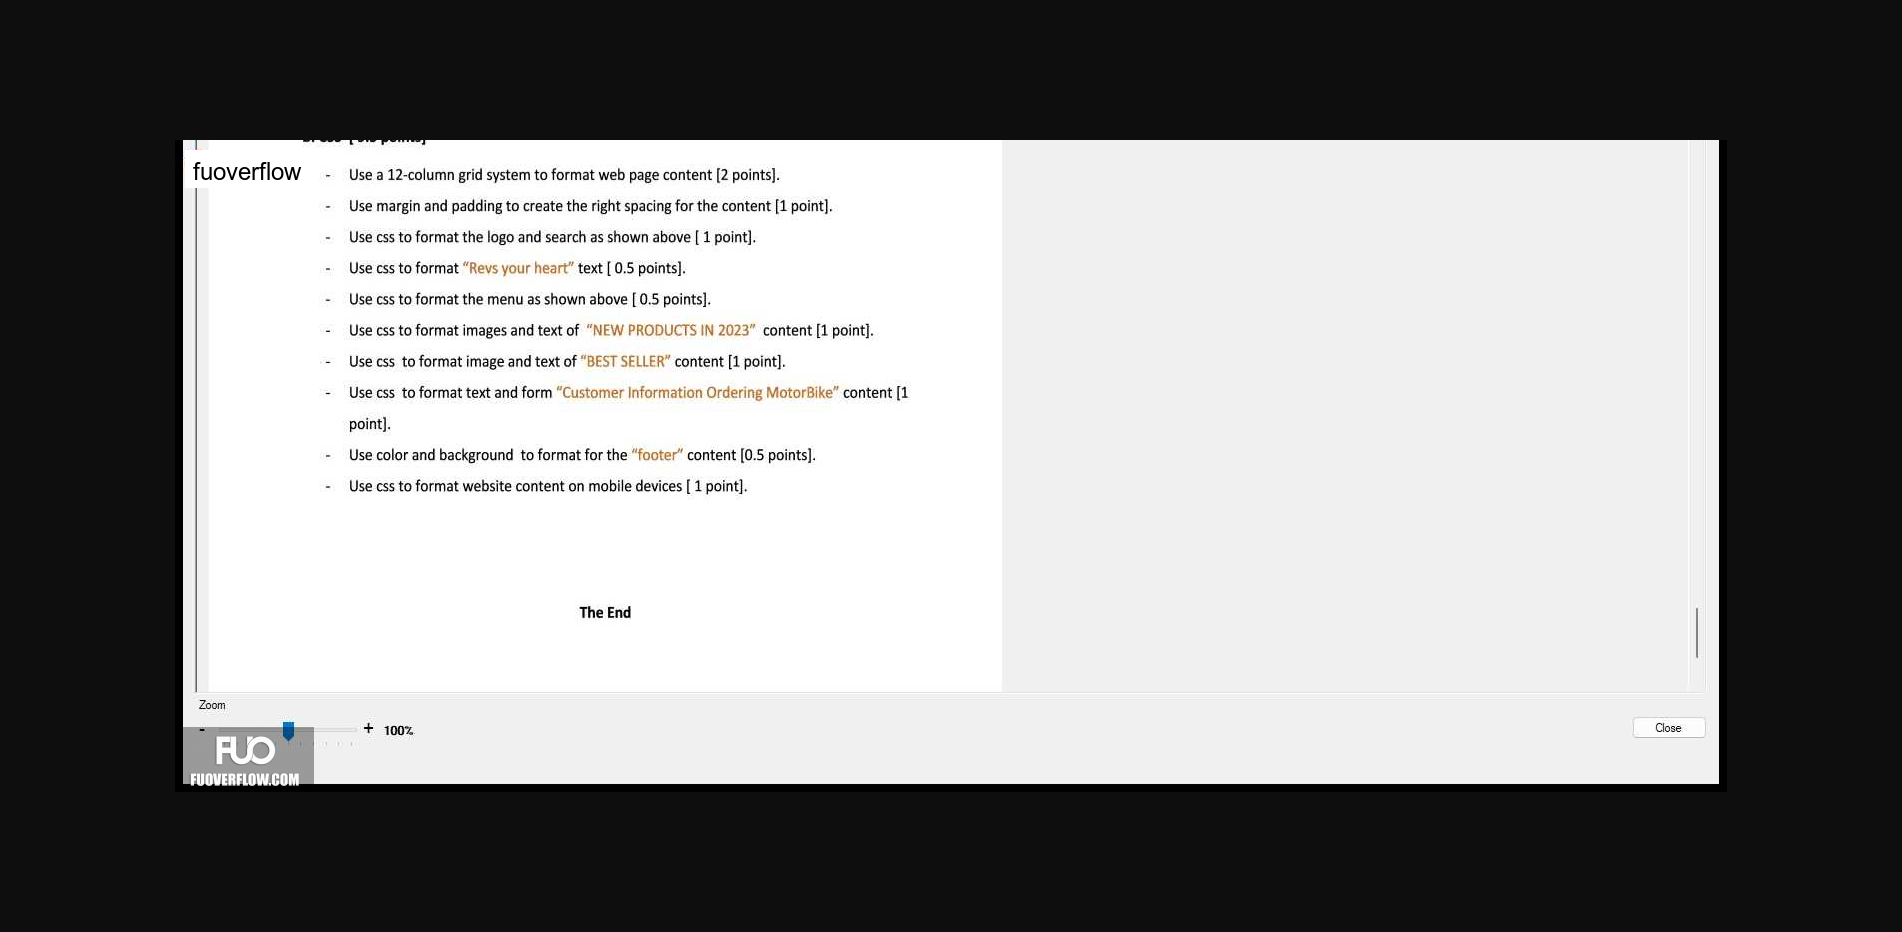 fuoverflow
- Use a 12-column grid system to format web page content [2 points].
- Use margin and padding to create the right spacing for the content [1 point].
- Use css to format the logo and search as shown above [ 1 point].
- Use css to format “Revs your heart” text [ 0.5 points].
- Use css to format the menu as shown above [ 0.5 points].
- Use css to format images and text of “NEW PRODUCTS IN 2023” content [1 point].
- Use css to format image and text of “BEST SELLER” content [1 point].
- Use css to format text and form “Customer Information Ordering MotorBike” content [1
point].
- Use color and background to format for the “footer” content [0.5 points].
- Use css to format website content on mobile devices [ 1 point].
The End
Zoom
- + 100%
Close
FUO
FUOVERFLOW.COM